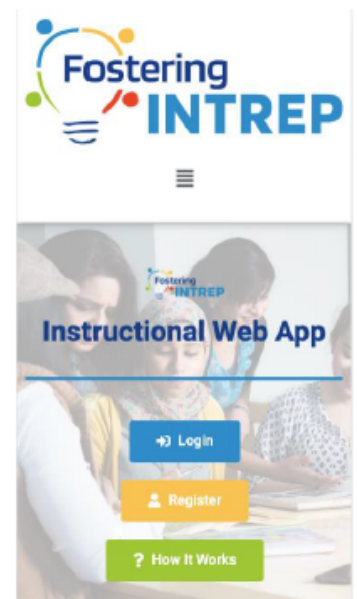 Fostering
INTREP
Fostering
INTREP
Instructional Web App
Login
Register
? How It Works